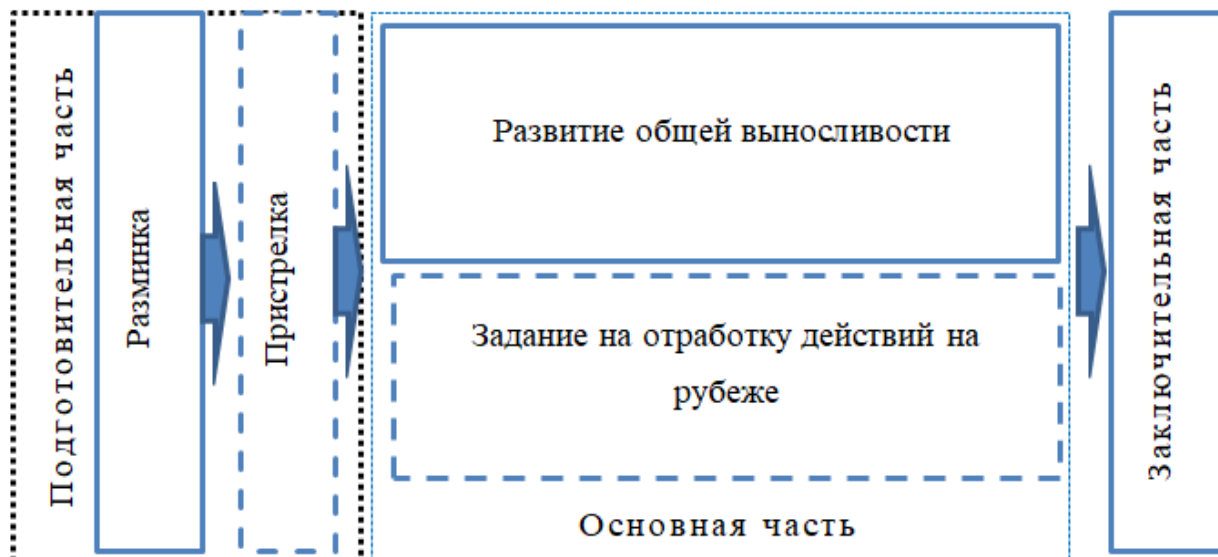 Подготовительная часть
Разминка
Пристрелка
Развитие общей выносливости
Задание на отработку действий на
рубеже
Основная часть
Заключительная часть